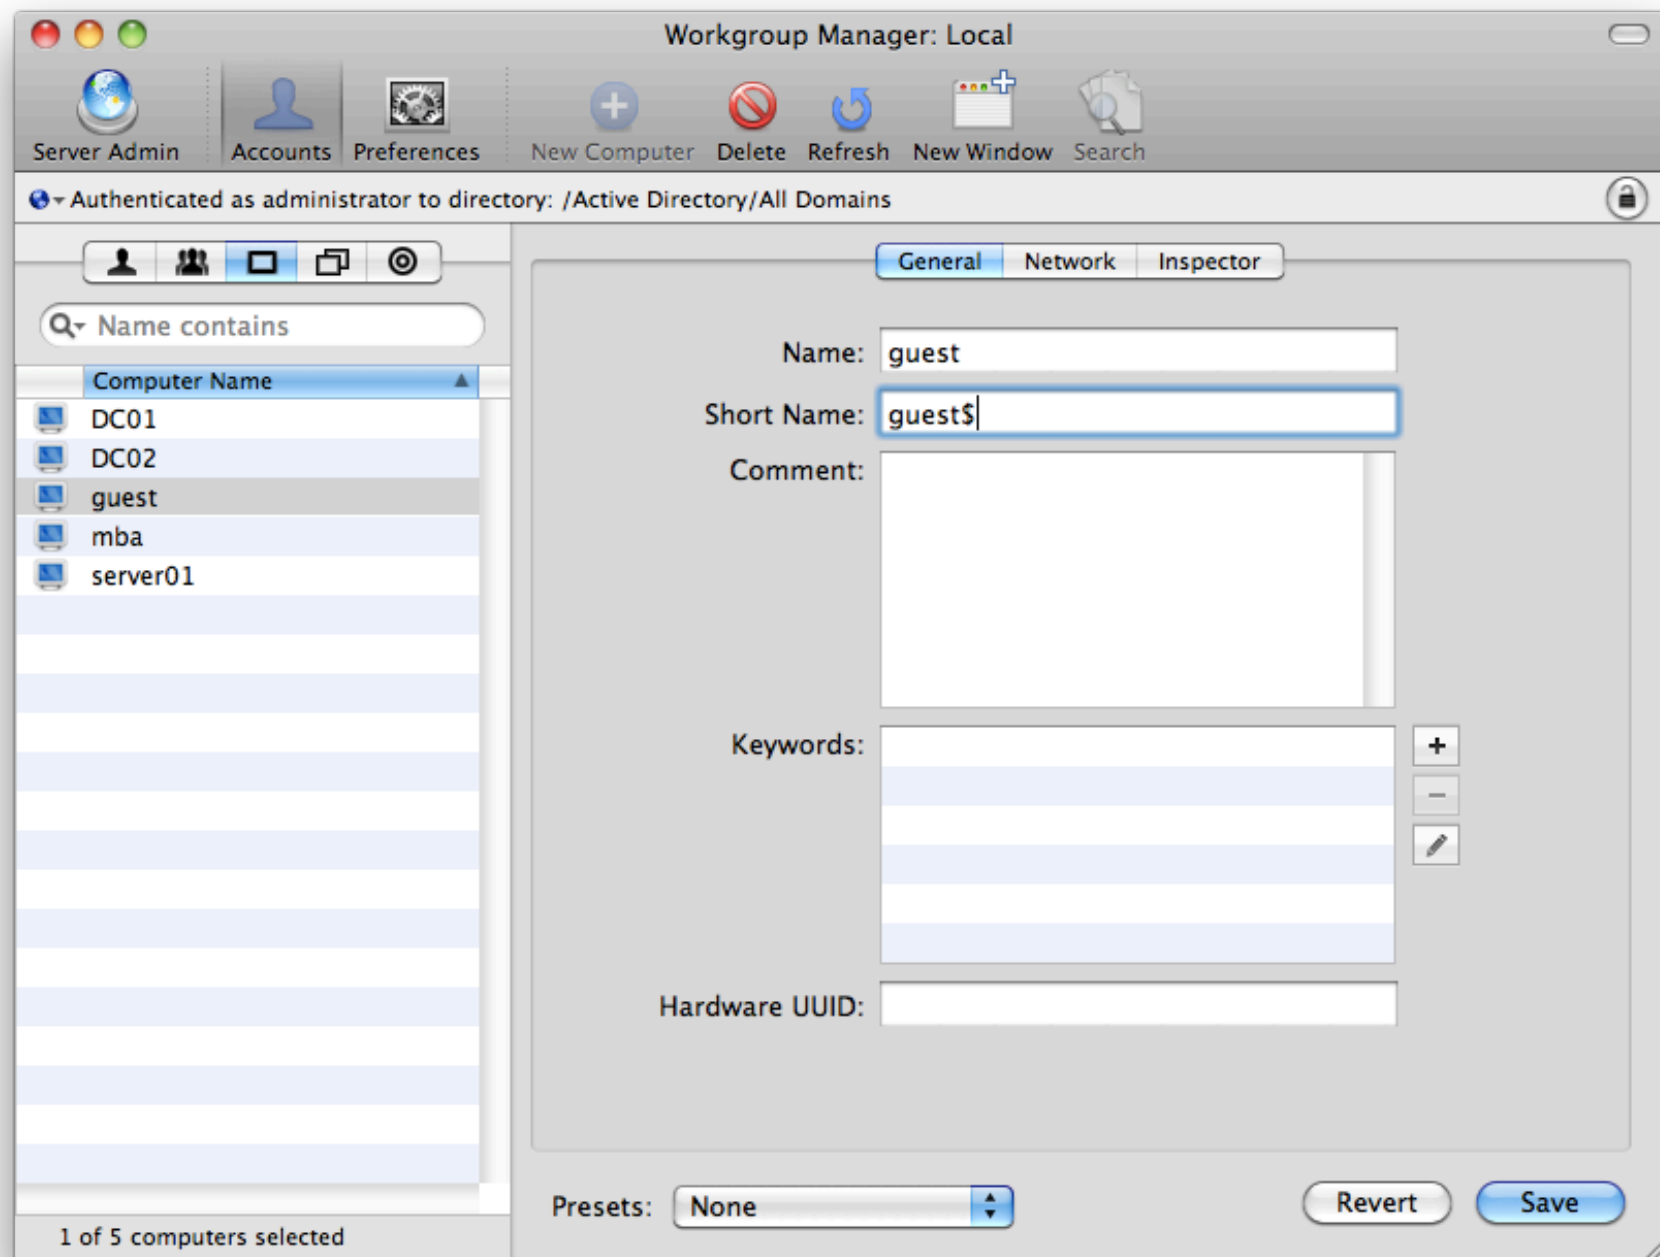 Workgroup Manager: Local
Server Admin Accounts Preferences New Computer Delete Refresh New Window Search
Authenticated as administrator to directory: /Active Directory/All Domains
General Network Inspector
Name contains
Computer Name
DC01
DC02
guest
mba
server01
1 of 5 computers selected
Name: guest
Short Name: guest$
Comment:
Keywords:
Hardware UUID:
Presets: None
Revert Save